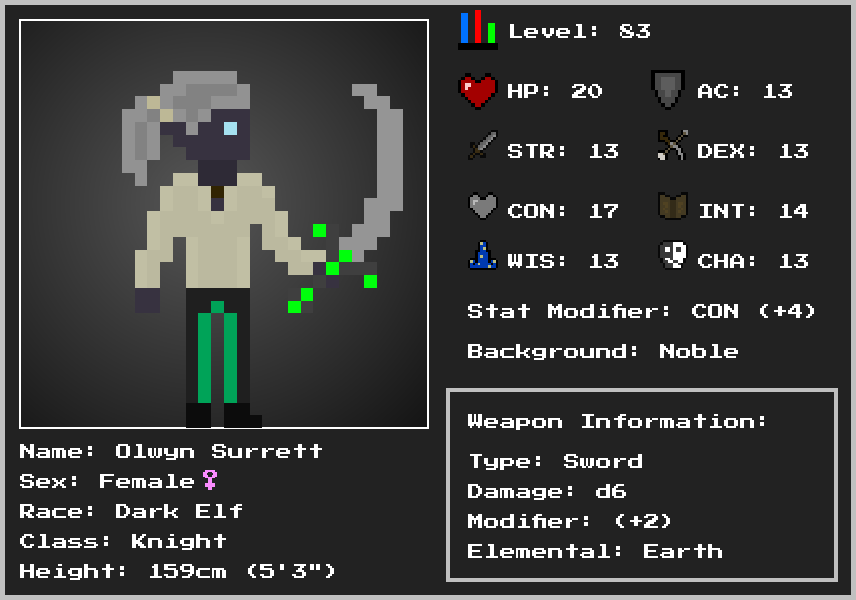 Level: 83
HP: 20 AC: 13
STR: 13 DEX: 13
CON: 17 INT: 14
WIS: 13 CHA: 13
Stat Modifier: CON (+4)
Background: Noble
Weapon Information:
Type: Sword
Damage: d6
Modifier: (+2)
Elemental: Earth
Name: Olwyn Surrett
Sex: Female♀
Race: Dark Elf
Class: Knight
Height: 159cm (5'3")